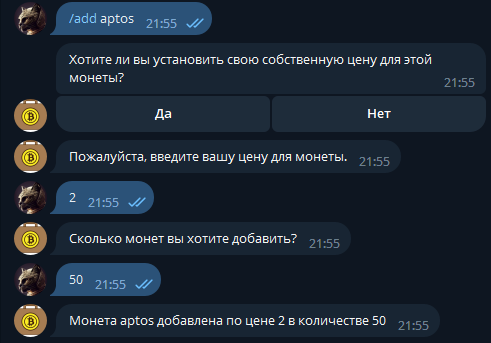 /add aptos 21:55
Хотите ли вы установить свою собственную цену для этой
монеты?
21:55
Да Нет
Пожалуйста, введите вашу цену для монеты. 21:55
2 21:55
Сколько монет вы хотите добавить? 21:55
50 21:55
Монета aptos добавлена по цене 2 в количестве 50 21:55